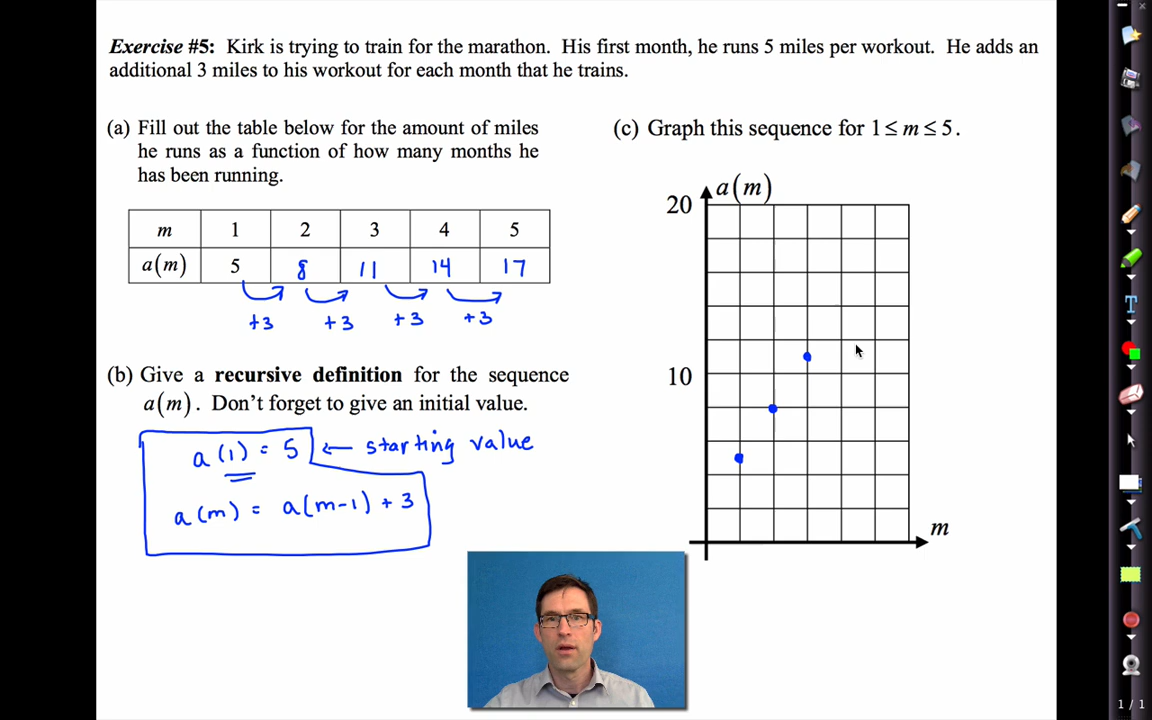 Exercise #5: Kirk is trying to train for the marathon. His first month, he runs 5 miles per workout. He adds an
additional 3 miles to his workout for each month that he trains.
(a) Fill out the table below for the amount of miles
he runs as a function of how many months he
has been running.
m 1 2 3 4 5
a(m) 5 8 11 14 17
+3 +3 +3 +3
(b) Give a recursive definition for the sequence
a(m). Don't forget to give an initial value.
a(1) = 5 ← starting value
a(m) = a(m-1) + 3
(c) Graph this sequence for 1 ≤ m ≤ 5.
a(m)
20
10
m
T
1 / 1